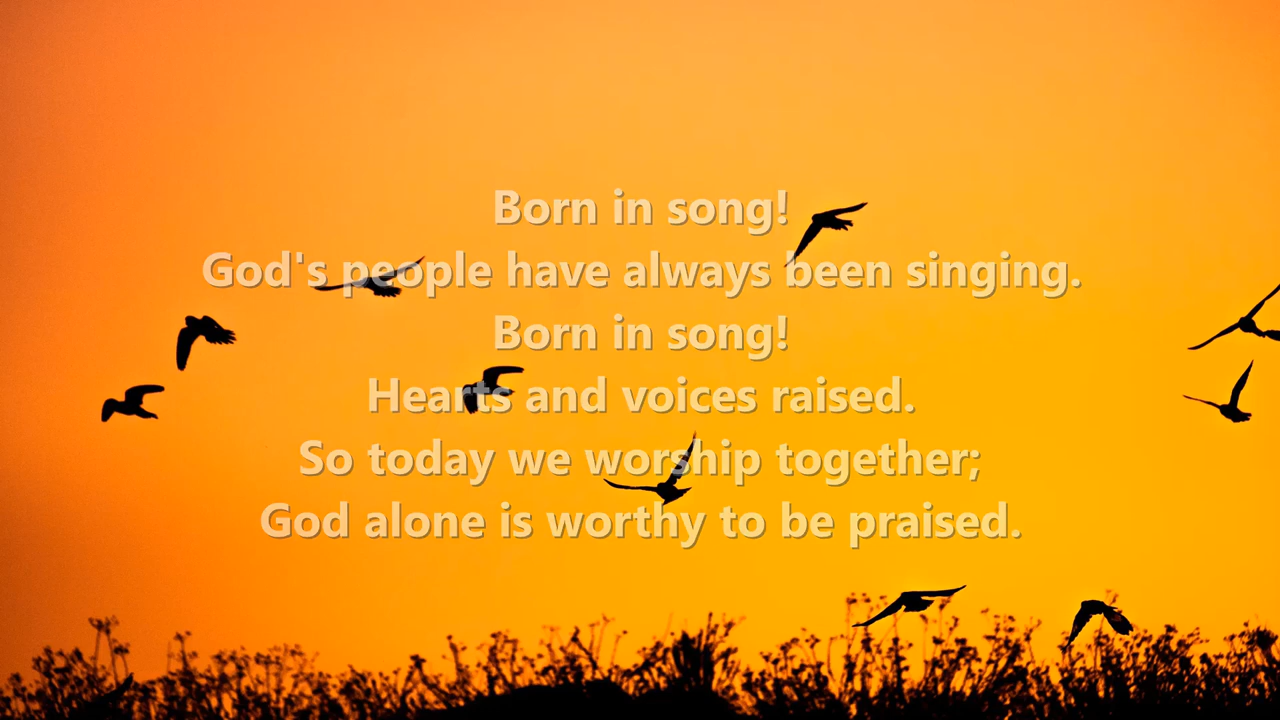 Born in song!
God's people have always been singing.
Born in song!
Hearts and voices raised.
So today we worship together;
God alone is worthy to be praised.